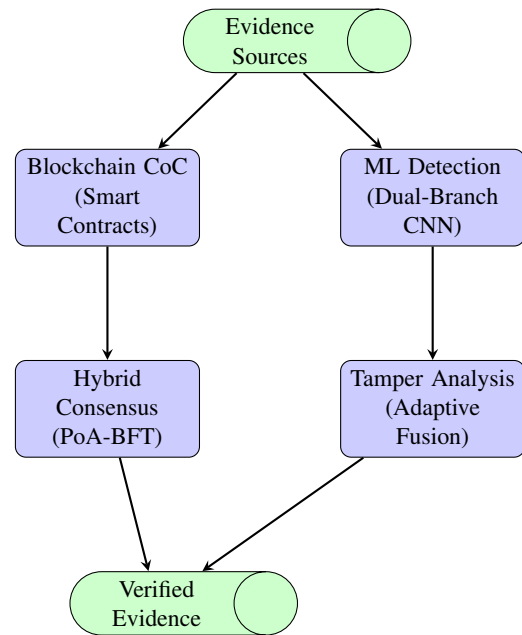 Evidence
Sources
Blockchain CoC
(Smart
Contracts)
ML Detection
(Dual-Branch
CNN)
Hybrid
Consensus
(PoA-BFT)
Tamper Analysis
(Adaptive
Fusion)
Verified
Evidence